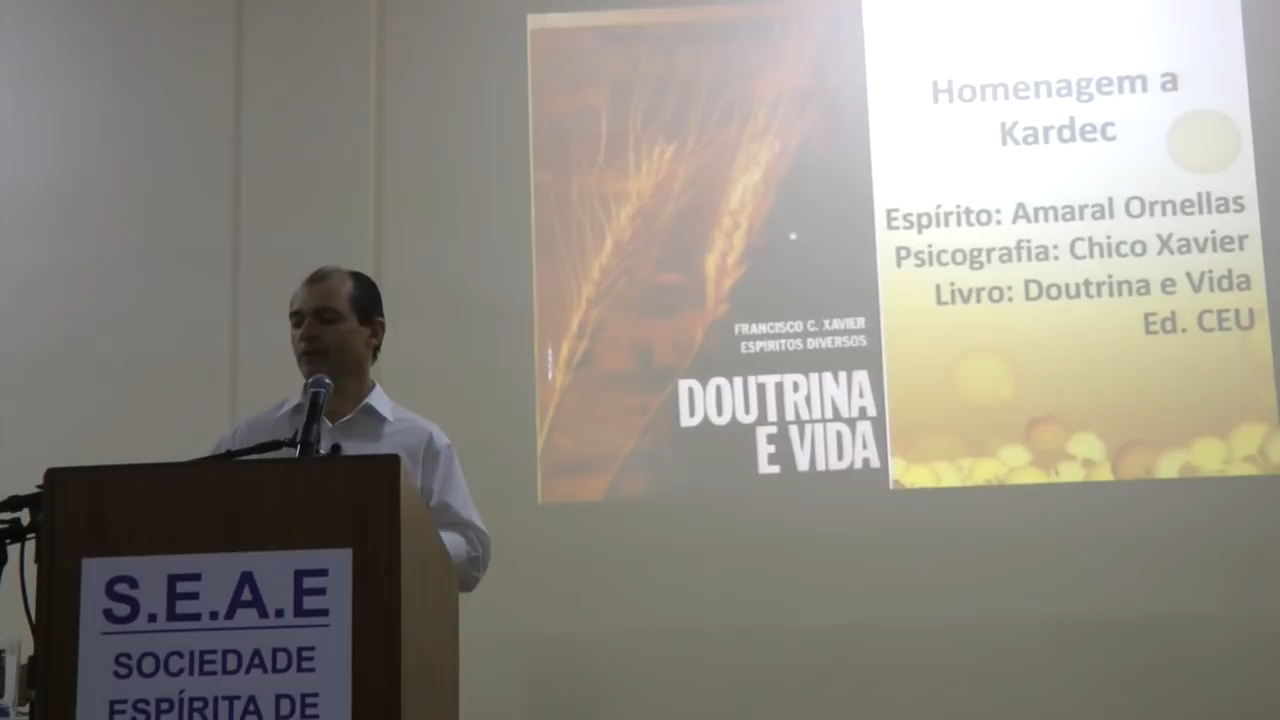 Homenagem a
Kardec
Espírito: Amaral Ornellas
Psicografia: Chico Xavier
Livro: Doutrina e Vida
Ed. CEU
FRANCISCO C. XAVIER
ESPÍRITOS DIVERSOS
DOUTRINA
E VIDA
S.E.A.E
SOCIEDADE
ESPÍRITA DE